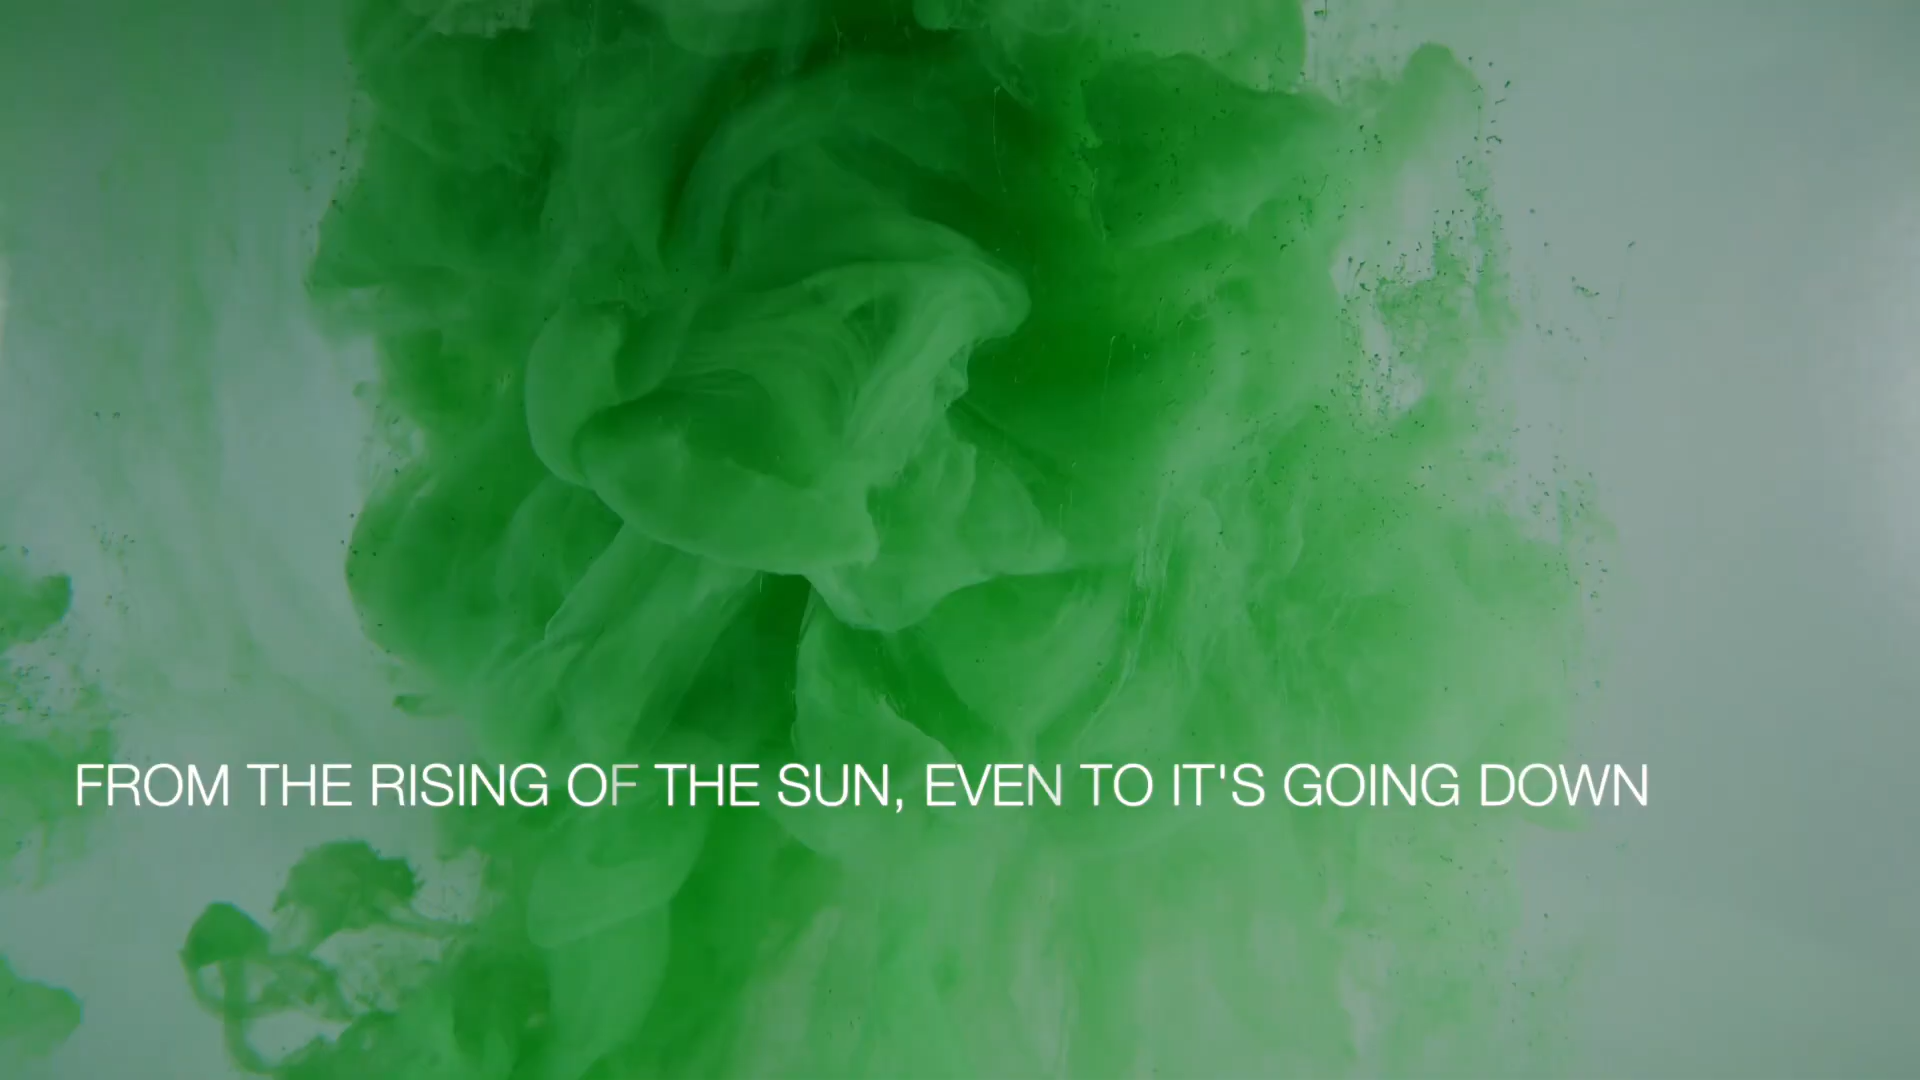 FROM THE RISING OF THE SUN, EVEN TO IT'S GOING DOWN